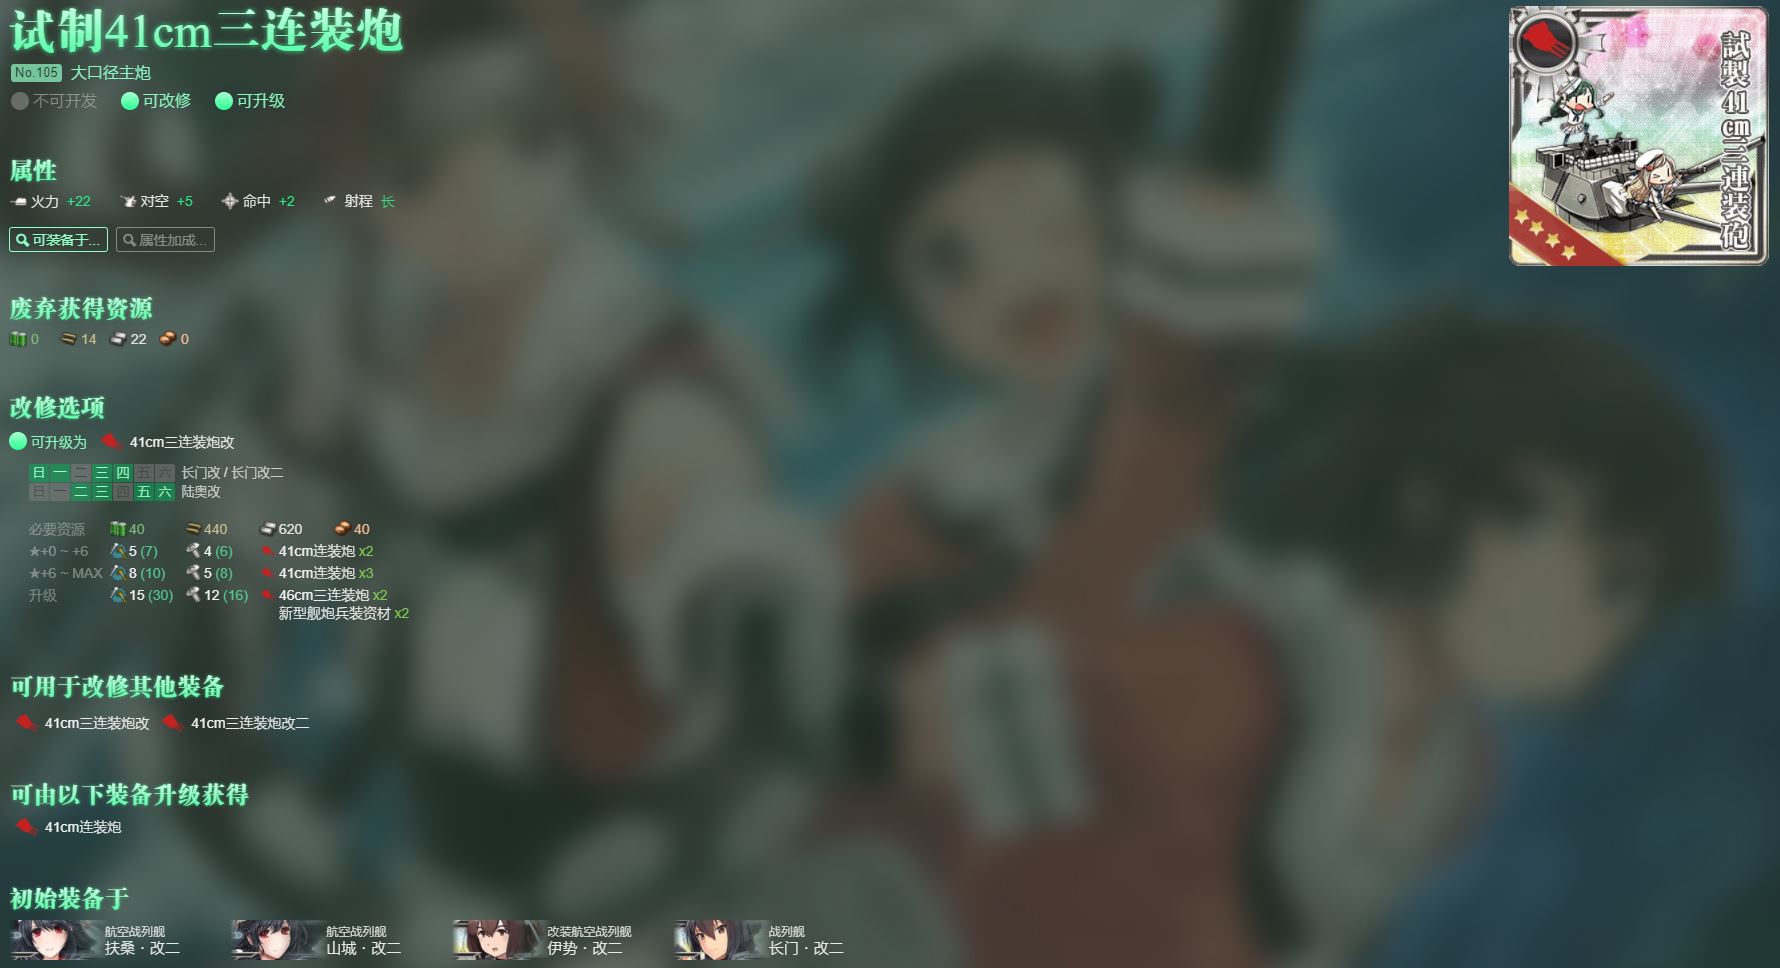 试制41cm三连装炮
No.105 大口径主炮
不可开发 可改修 可升级
属性
火力 +22 对空 +5 命中 +2 射程 长
可装备于... 属性加成...
废弃获得资源
0 14 22 0
改修选项
可升级为 41cm三连装炮改
日 一 二 三 四 五 六 长门改 / 长门改二
日 一 二 三 四 五 六 陆奥改
必要资源 40 440 620 40
★+0 ~ +6 5 (7) 4 (6) 41cm连装炮 x2
★+6 ~ MAX 8 (10) 5 (8) 41cm连装炮 x3
升级 15 (30) 12 (16) 46cm三连装炮 x2
新型舰炮兵装资材 x2
可用于改修其他装备
41cm三连装炮改 41cm三连装炮改二
可由以下装备升级获得
41cm连装炮
初始装备于
航空战列舰 航空战列舰 改装航空战列舰 战列舰
扶桑 · 改二 山城 · 改二 伊势 · 改二 长门 · 改二
試製41cm三連装砲